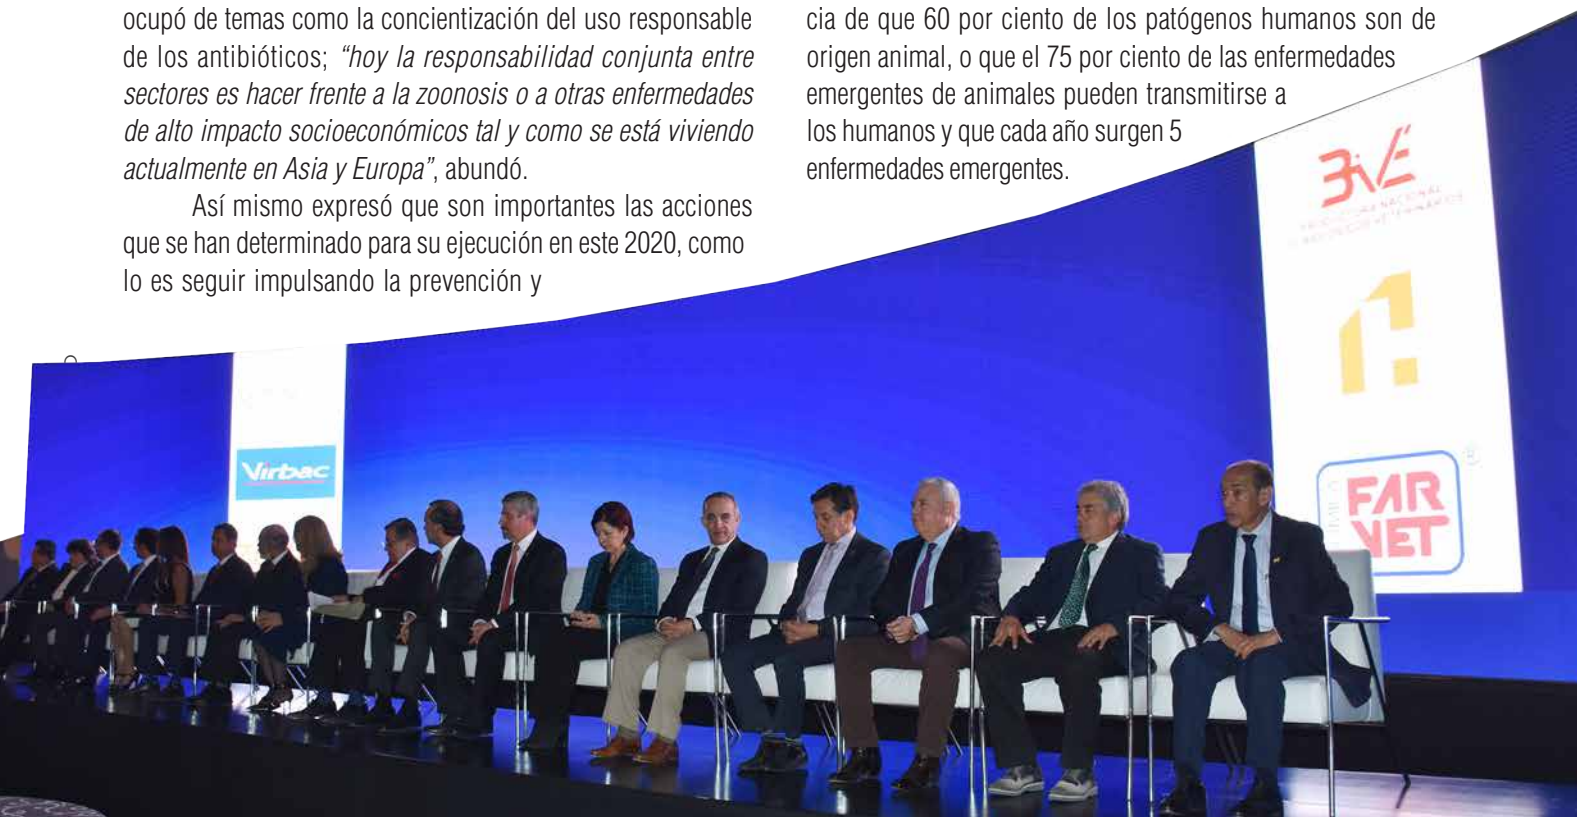 ocupó de temas como la concientización del uso responsable
de los antibióticos; “hoy la responsabilidad conjunta entre
sectores es hacer frente a la zoonosis o a otras enfermedades
de alto impacto socioeconómicos tal y como se está viviendo
actualmente en Asia y Europa”, abundó.
Así mismo expresó que son importantes las acciones
que se han determinado para su ejecución en este 2020, como
lo es seguir impulsando la prevención y
cia de que 60 por ciento de los patógenos humanos son de
origen animal, o que el 75 por ciento de las enfermedades
emergentes de animales pueden transmitirse a
los humanos y que cada año surgen 5
enfermedades emergentes.
Virbac
NACIONAL
FAR
VET
®